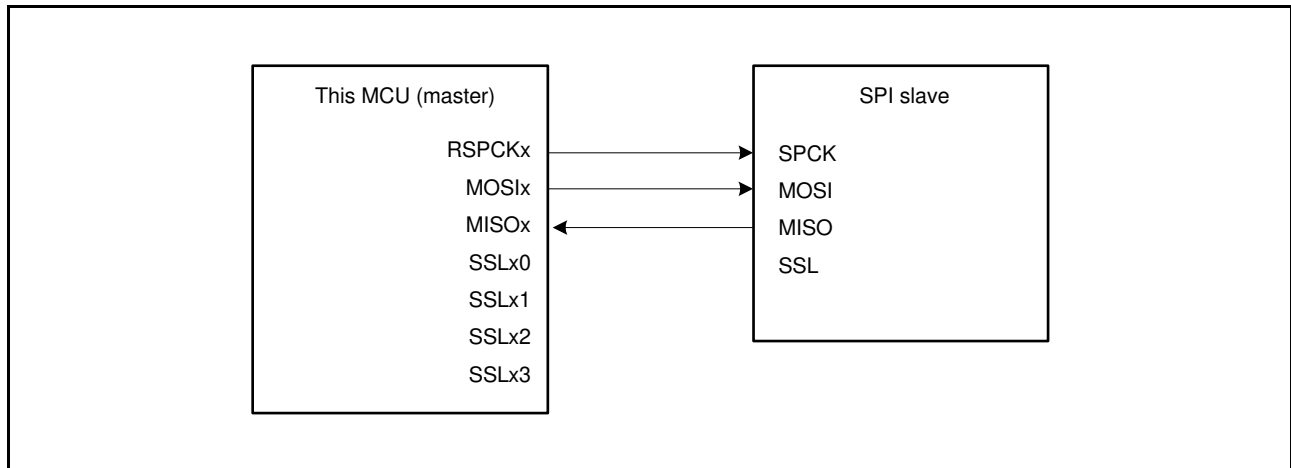 This MCU (master)
RSPCKx
MOSIx
MISOx
SSLx0
SSLx1
SSLx2
SSLx3
SPI slave
SPCK
MOSI
MISO
SSL